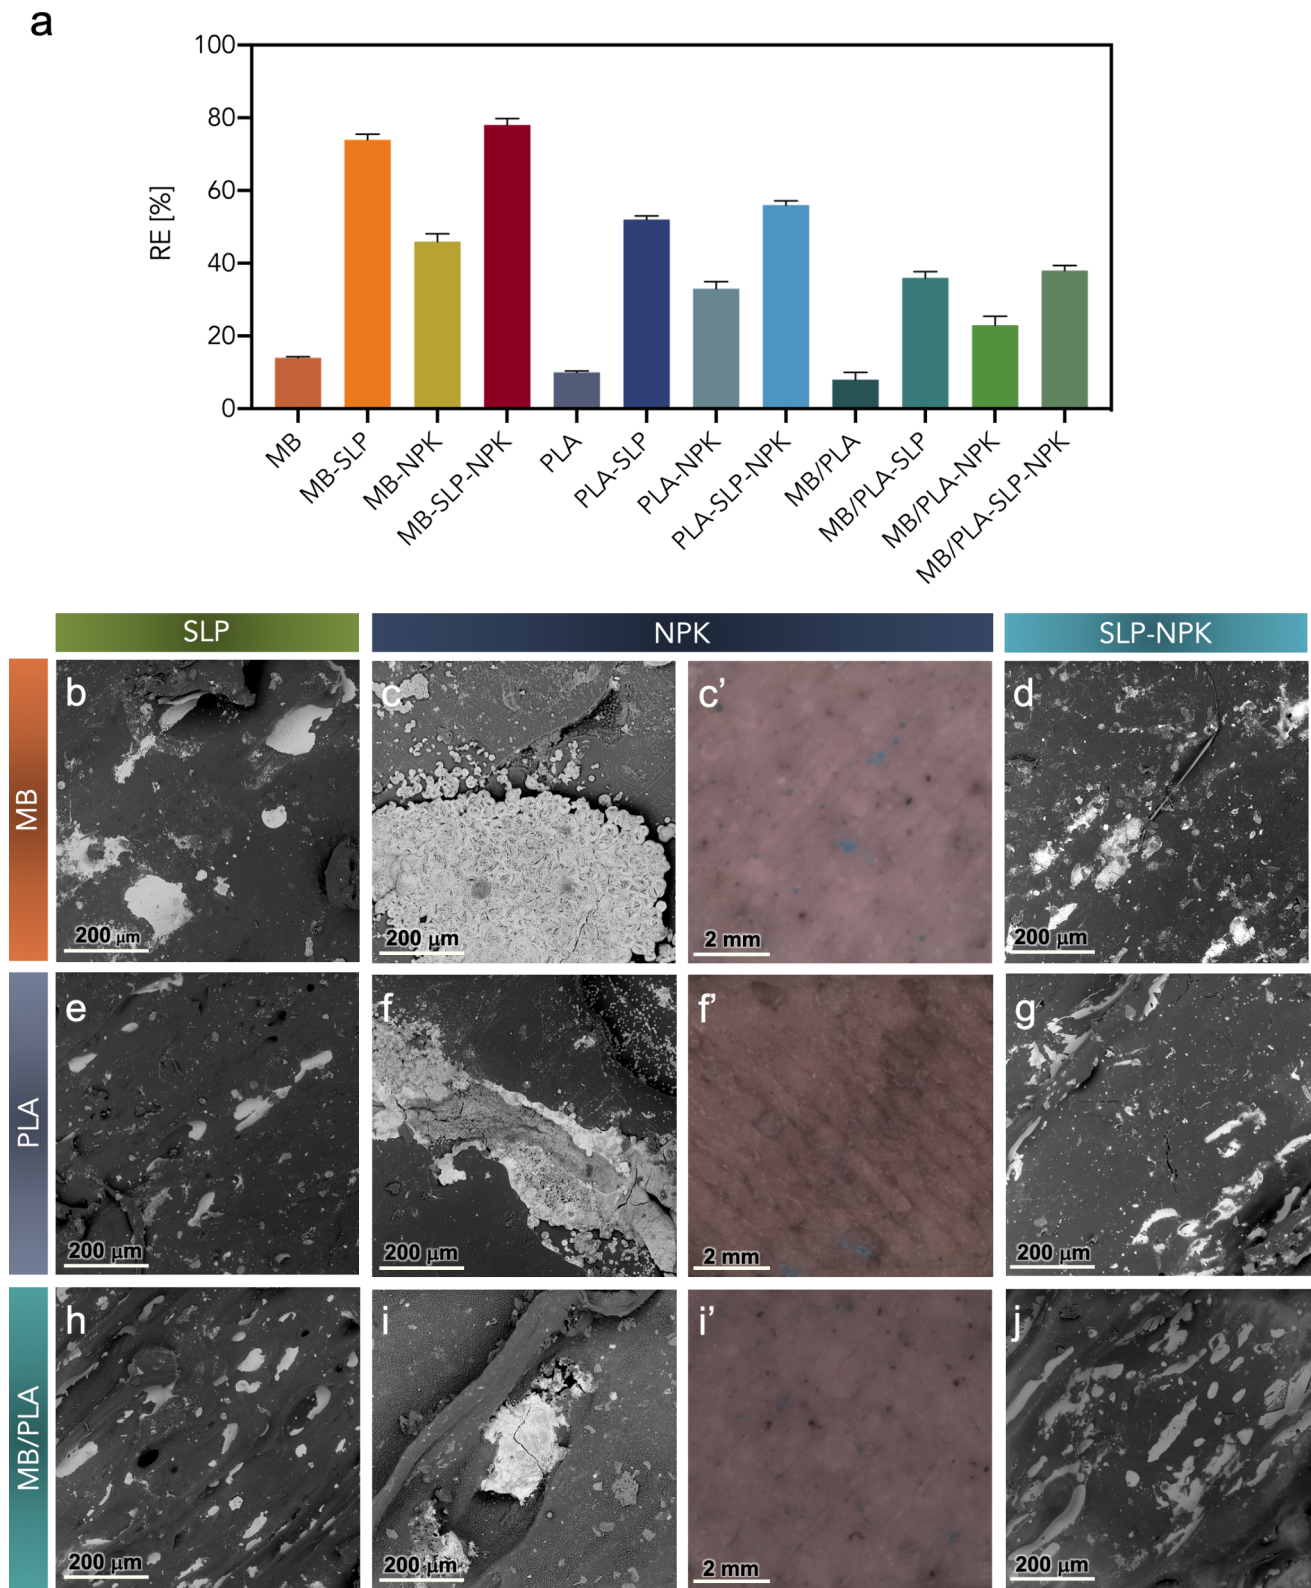 a
100
80
60
40
20
0
RE [%]
MB
MB-SLP
MB-NPK
MB-SLP-NPK
PLA
PLA-SLP
PLA-NPK
PLA-SLP-NPK
MB/PLA
MB/PLA-SLP
MB/PLA-NPK
MB/PLA-SLP-NPK
SLP
NPK
SLP-NPK
MB
b
200 µm
c
200 µm
c’
2 mm
d
200 µm
PLA
e
200 µm
f
200 µm
f’
2 mm
g
200 µm
MB/PLA
h
200 µm
i
200 µm
i’
2 mm
j
200 µm